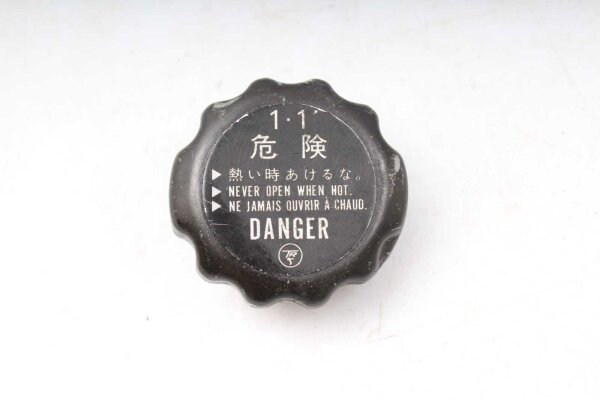 1·1
危険
▶ 熱い時あけるな。
▶ NEVER OPEN WHEN HOT.
▶ NE JAMAIS OUVRIR À CHAUD.
DANGER